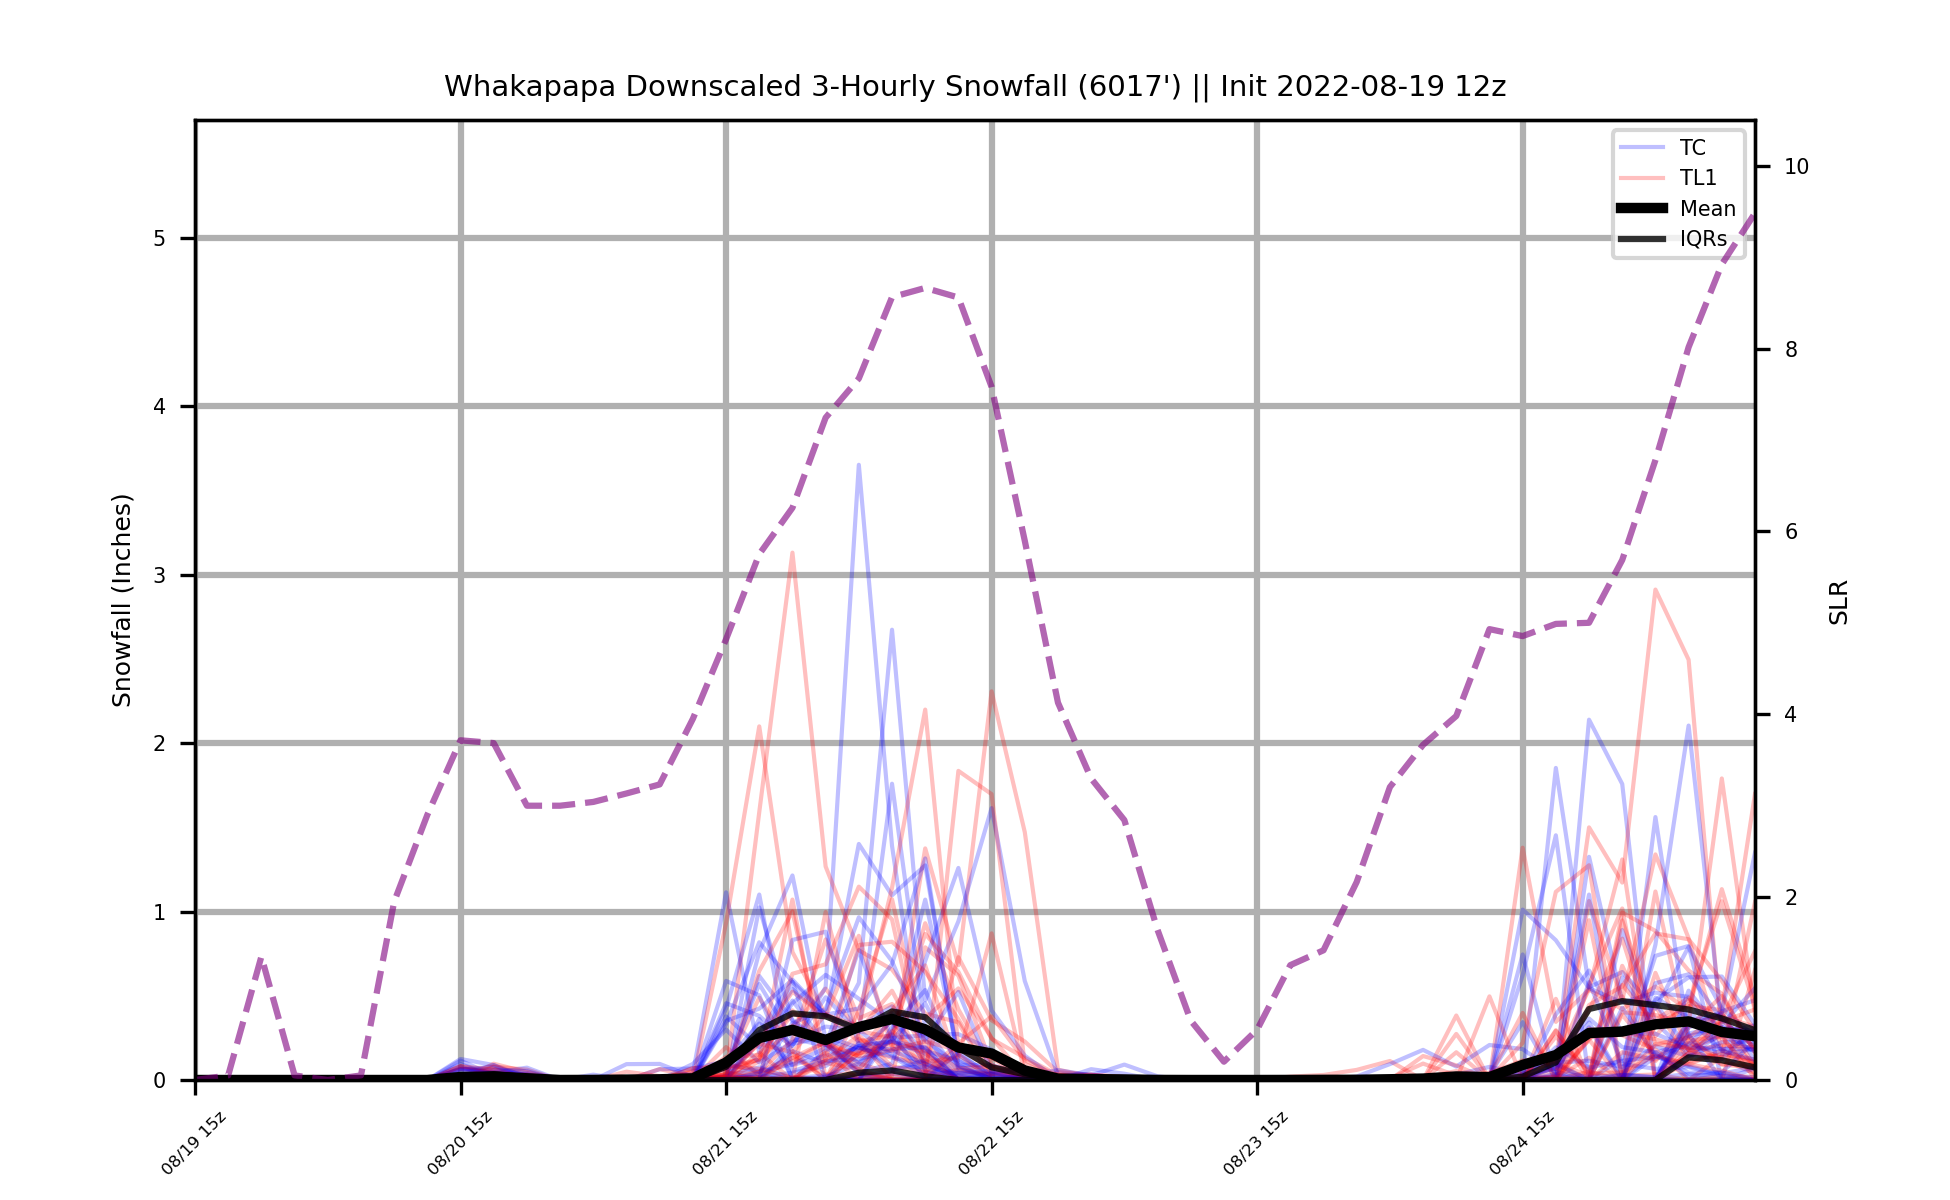 Whakapapa Downscaled 3-Hourly Snowfall (6017') || Init 2022-08-19 12z
TC
TL1
Mean
IQRs
Snowfall (Inches)
5
4
3
2
1
0
10
8
6
4
2
0
SLR
08/19 15z
08/20 15z
08/21 15z
08/22 15z
08/23 15z
08/24 15z